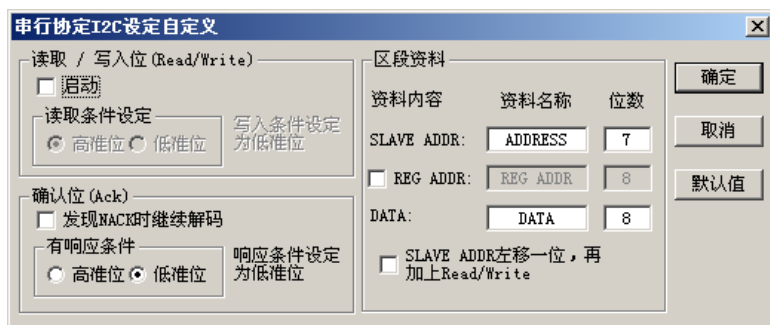 串行协定I2C设定自定义
读取 / 写入位(Read/Write)
启动
读取条件设定
高准位 低准位
写入条件设定
为低准位
确认位(Ack)
发现NACK时继续解码
有响应条件
高准位 低准位
响应条件设定
为低准位
区段资料
资料内容 资料名称 位数
SLAVE ADDR: ADDRESS 7
REG ADDR: REG ADDR 8
DATA: DATA 8
SLAVE ADDR左移一位，再
加上Read/Write
确定
取消
默认值